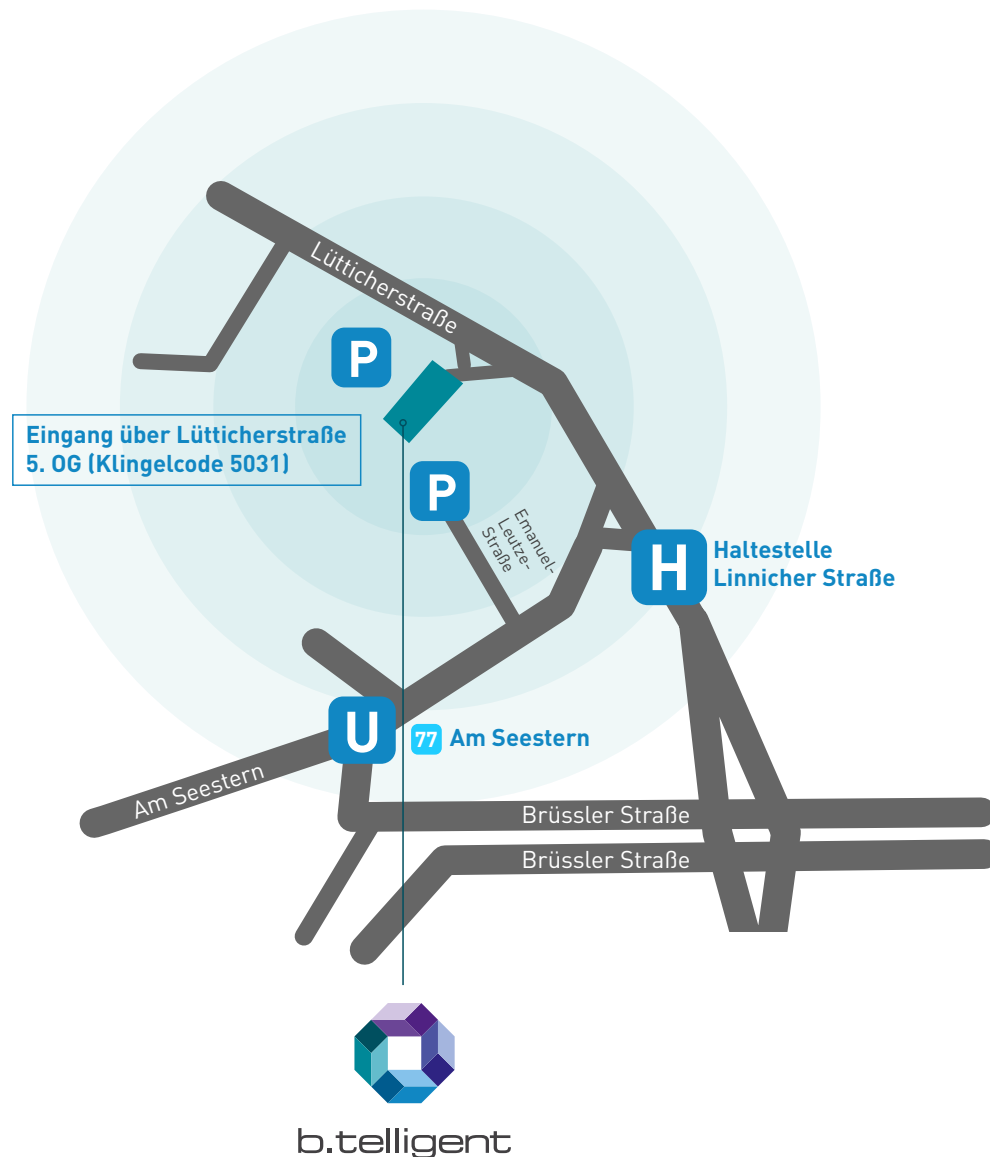 Lütticherstraße
P
Eingang über Lütticherstraße
5. OG (Klingelcode 5031)
P
Emanuel-
Leutze-
Straße
H
Haltestelle
Linnicher Straße
U
77 Am Seestern
Am Seestern
Brüssler Straße
Brüssler Straße
b.telligent